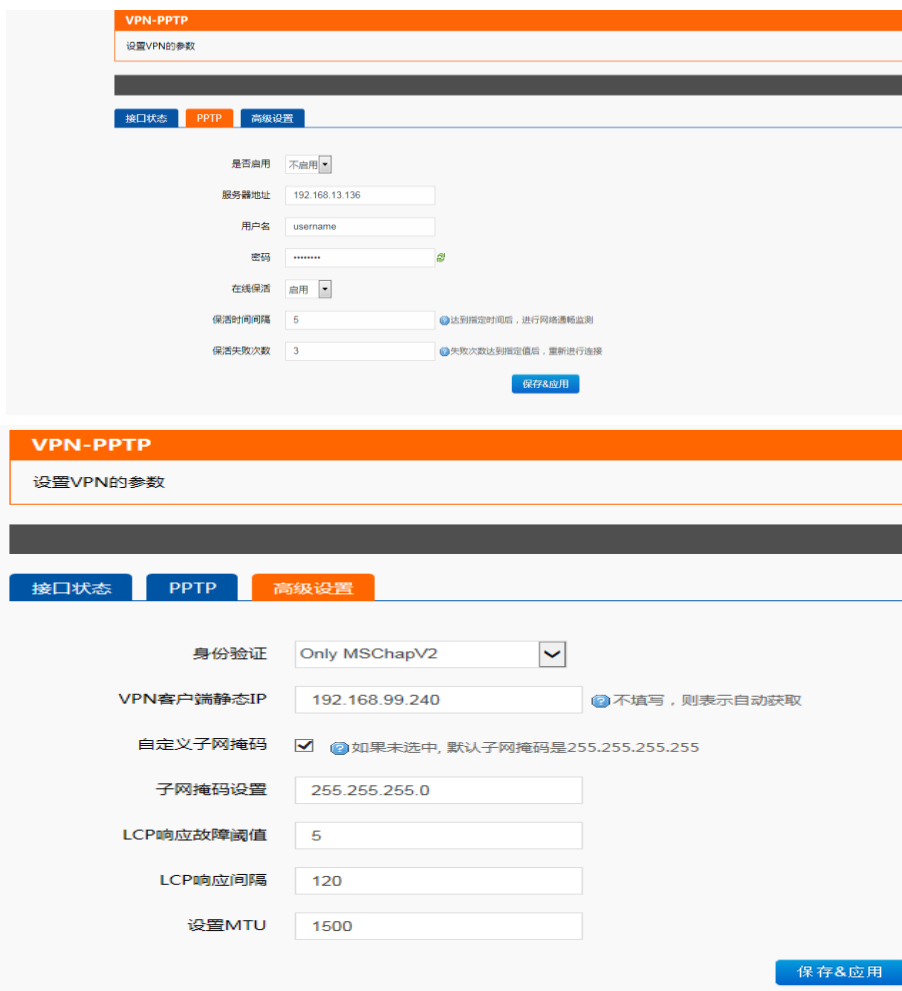 VPN-PPTP
设置VPN的参数
接口状态 PPTP 高级设置
是否启用 不启用
服务器地址 192.168.13.136
用户名 username
密码 ••••••••
在线保活 启用
保活时间间隔 5 达到指定时间后，进行网络通畅监测
保活失败次数 3 失败次数达到指定值后，重新进行连接
保存&应用
VPN-PPTP
设置VPN的参数
接口状态 PPTP 高级设置
身份验证 Only MSChapV2
VPN客户端静态IP 192.168.99.240 不填写，则表示自动获取
自定义子网掩码 如果未选中, 默认子网掩码是255.255.255.255
子网掩码设置 255.255.255.0
LCP响应故障阈值 5
LCP响应间隔 120
设置MTU 1500
保存&应用